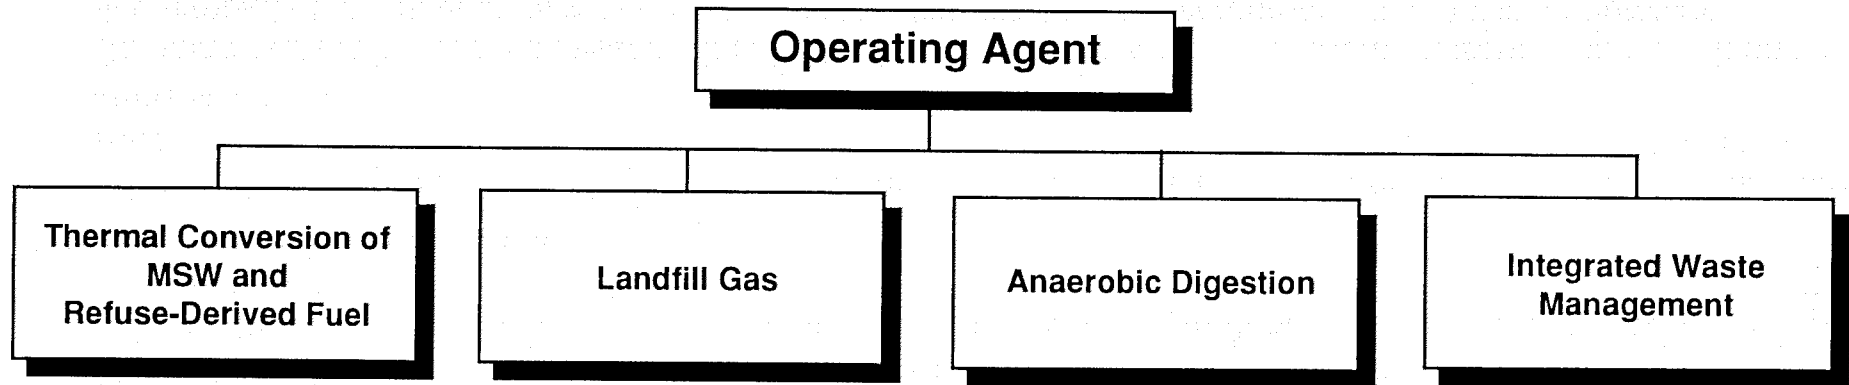 Operating Agent
Thermal Conversion of
MSW and
Refuse-Derived Fuel
Landfill Gas
Anaerobic Digestion
Integrated Waste
Management